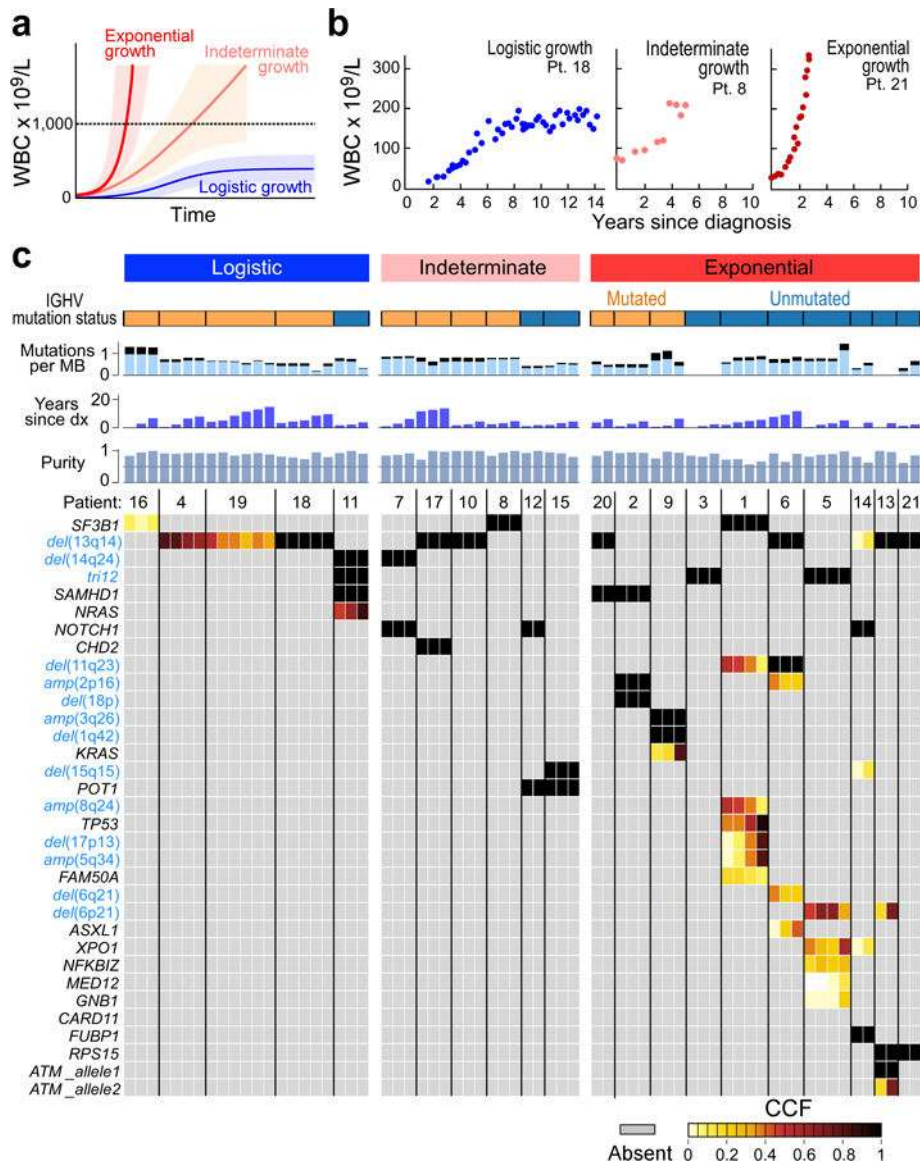 a
Exponential
growth
Indeterminate
growth
WBC x 10⁹/L
1,000
0
Logistic growth
Time
b
Logistic growth
Pt. 18
Indeterminate
growth
Pt. 8
Exponential
growth
Pt. 21
WBC x 10⁹/L
300
200
100
0
0 2 4 6 8 10 12 14
0 2 4 6 8 10
0 2 4 6 8 10
Years since diagnosis
c
Logistic Indeterminate Exponential
Mutated Unmutated
IGHV
mutation status
Mutations
per MB
1
0
Years
since dx
20
0
Purity
1
0
Patient: 16 4 19 18 11 7 17 10 8 12 15 20 2 9 3 1 6 5 14 13 21
SF3B1
del(13q14)
del(14q24)
tri12
SAMHD1
NRAS
NOTCH1
CHD2
del(11q23)
amp(2p16)
del(18p)
amp(3q26)
del(1q42)
KRAS
del(15q15)
POT1
amp(8q24)
TP53
del(17p13)
amp(5q34)
FAM50A
del(6q21)
del(6p21)
ASXL1
XPO1
NFKBIZ
MED12
GNB1
CARD11
FUBP1
RPS15
ATM_allele1
ATM_allele2
CCF
Absent
0 0.2 0.4 0.6 0.8 1